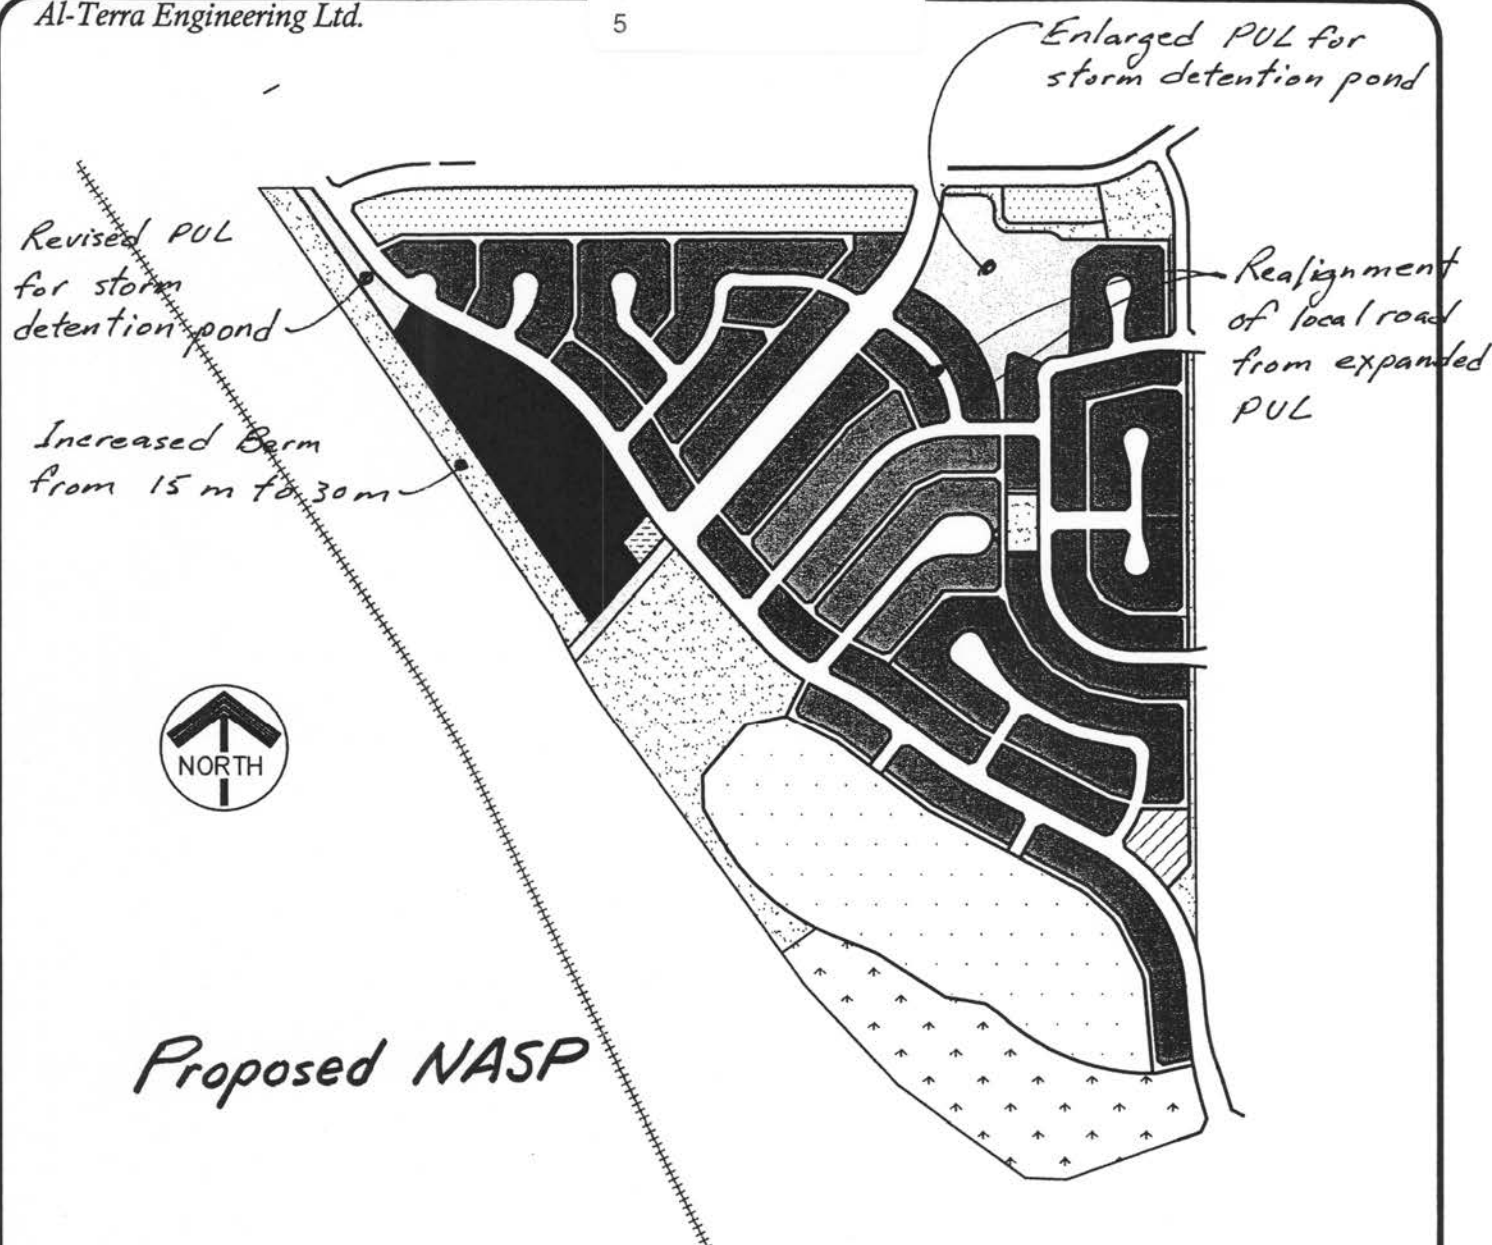 Al-Terra Engineering Ltd.
5
Enlarged PUL for
storm detention pond
Revised PUL
for storm
detention pond
Realignment
of local road
from expanded
PUL
Increased Berm
from 15 m to 30 m
NORTH
Proposed NASP